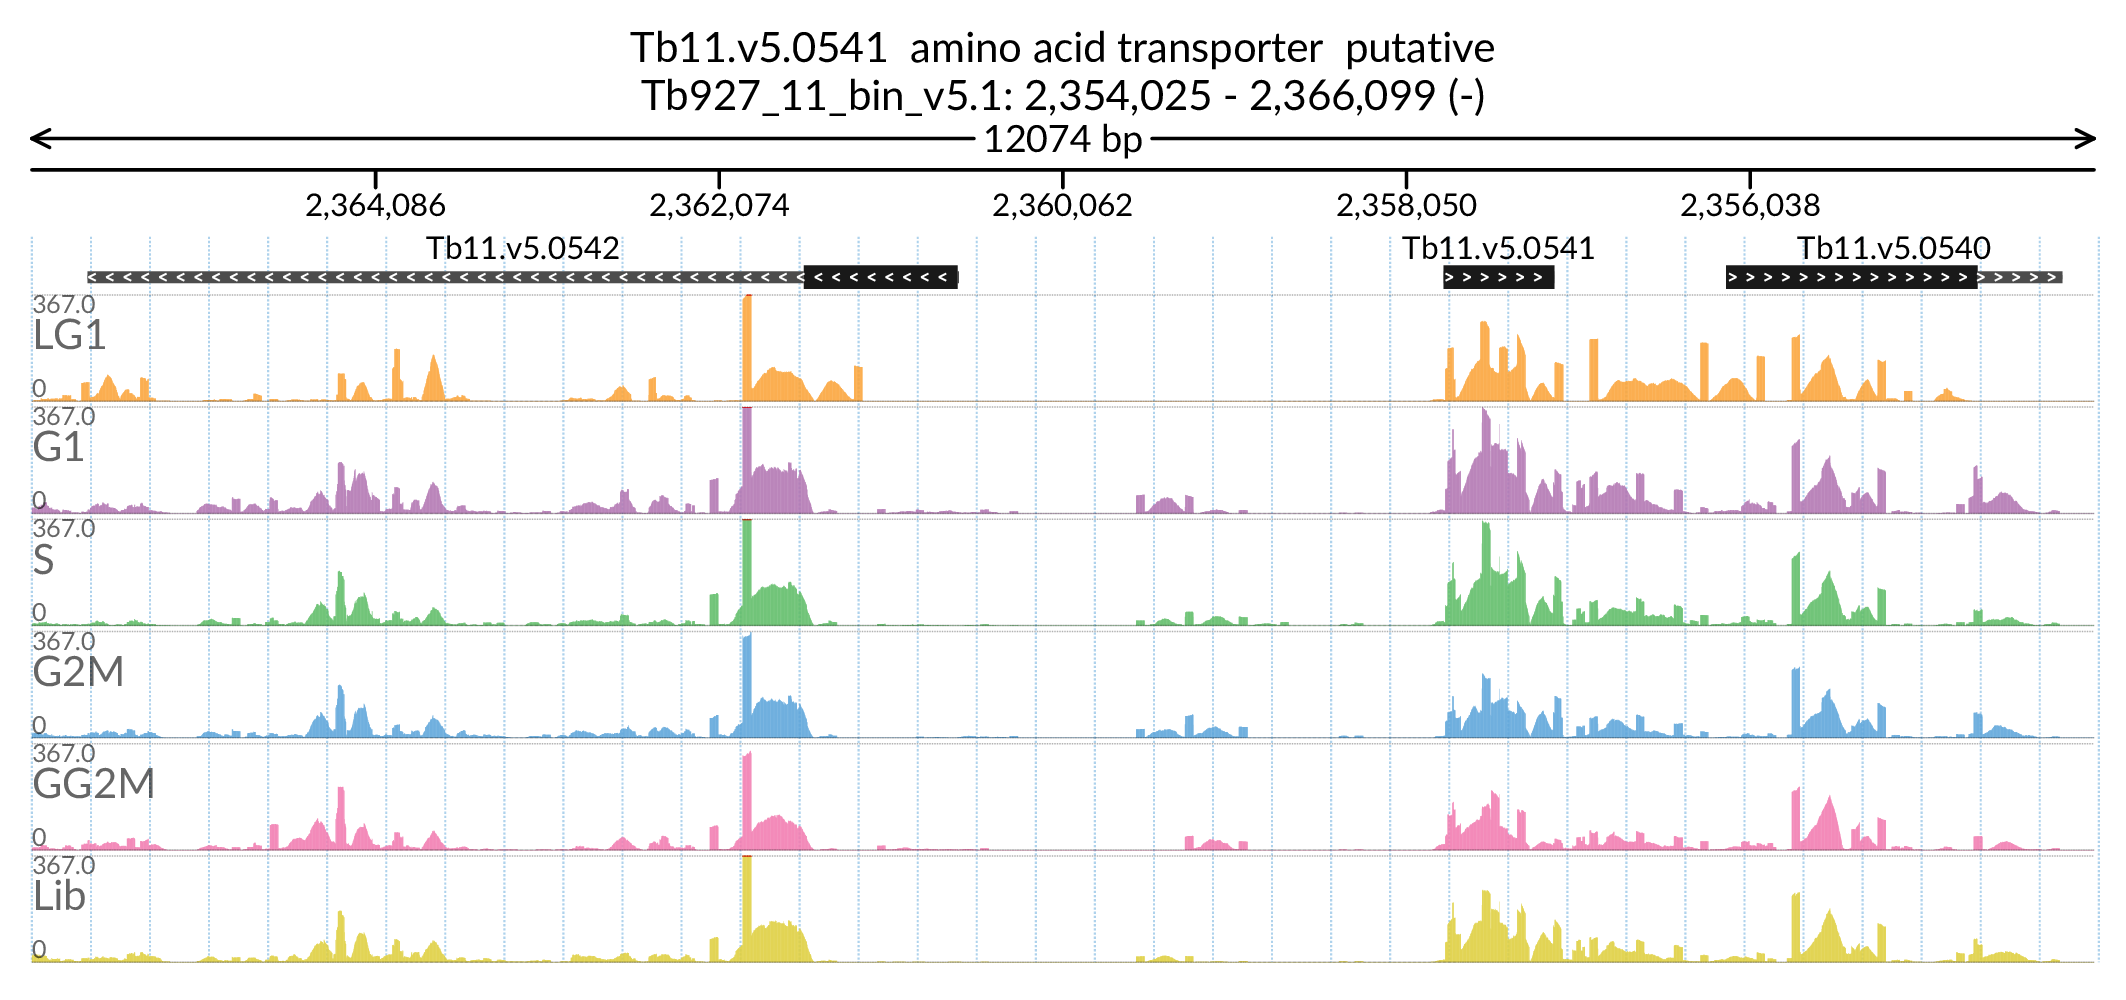 Tb11.v5.0541  amino acid transporter  putative
Tb927_11_bin_v5.1: 2,354,025 - 2,366,099 (-)
12074 bp
2,364,086 2,362,074 2,360,062 2,358,050 2,356,038
Tb11.v5.0542 Tb11.v5.0541 Tb11.v5.0540
367.0
LG1
0
367.0
G1
0
367.0
S
0
367.0
G2M
0
367.0
GG2M
0
367.0
Lib
0